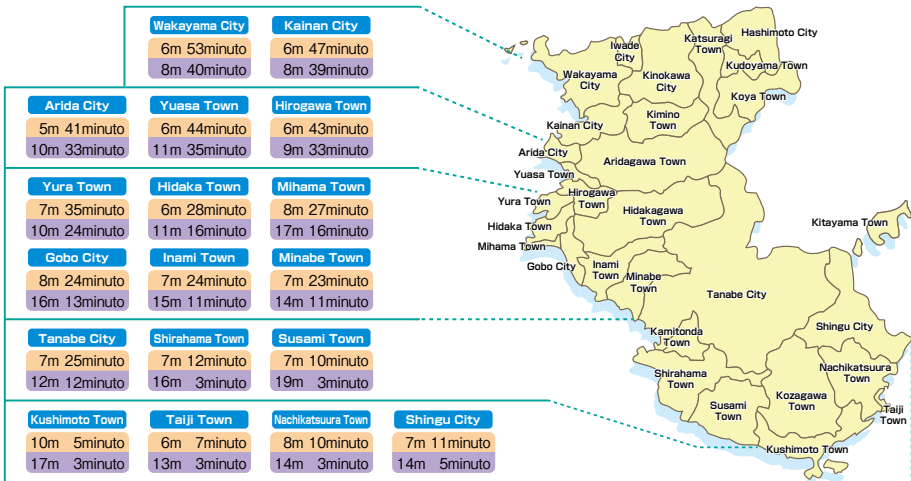 Wakayama City
Kainan City
6m 53minuto
6m 47minuto
8m 40minuto
8m 39minuto
Arida City
Yuasa Town
Hirogawa Town
5m 41minuto
6m 44minuto
6m 43minuto
10m 33minuto
11m 35minuto
9m 33minuto
Yura Town
Hidaka Town
Mihama Town
7m 35minuto
6m 28minuto
8m 27minuto
10m 24minuto
11m 16minuto
17m 16minuto
Gobo City
Inami Town
Minabe Town
8m 24minuto
7m 24minuto
7m 23minuto
16m 13minuto
15m 11minuto
14m 11minuto
Tanabe City
Shirahama Town
Susami Town
7m 25minuto
7m 12minuto
7m 10minuto
12m 12minuto
16m 3minuto
19m 3minuto
Kushimoto Town
Taiji Town
Nachikatsuura Town
Shingu City
10m 5minuto
6m 7minuto
8m 10minuto
7m 11minuto
17m 3minuto
13m 3minuto
14m 3minuto
14m 5minuto
Hashimoto City
Katsuragi
Town
Iwade
City
Kudoyama Town
Wakayama
City
Kinokawa
City
Koya Town
Kimino
Town
Kainan City
Arida City
Aridagawa Town
Yuasa Town
Hirogawa
Town
Yura Town
Hidakagawa
Town
Kitayama Town
Hidaka Town
Mihama Town
Gobo City
Inami
Town
Minabe
Town
Tanabe City
Shingu City
Kamitonda
Town
Nachikatsuura
Town
Shirahama
Town
Kozagawa
Town
Susami
Town
Taiji
Town
Kushimoto Town